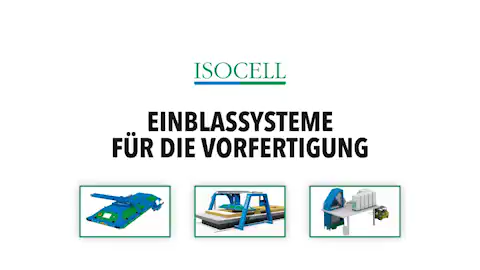 ISOCELL
EINBLASSYSTEME
FÜR DIE VORFERTIGUNG